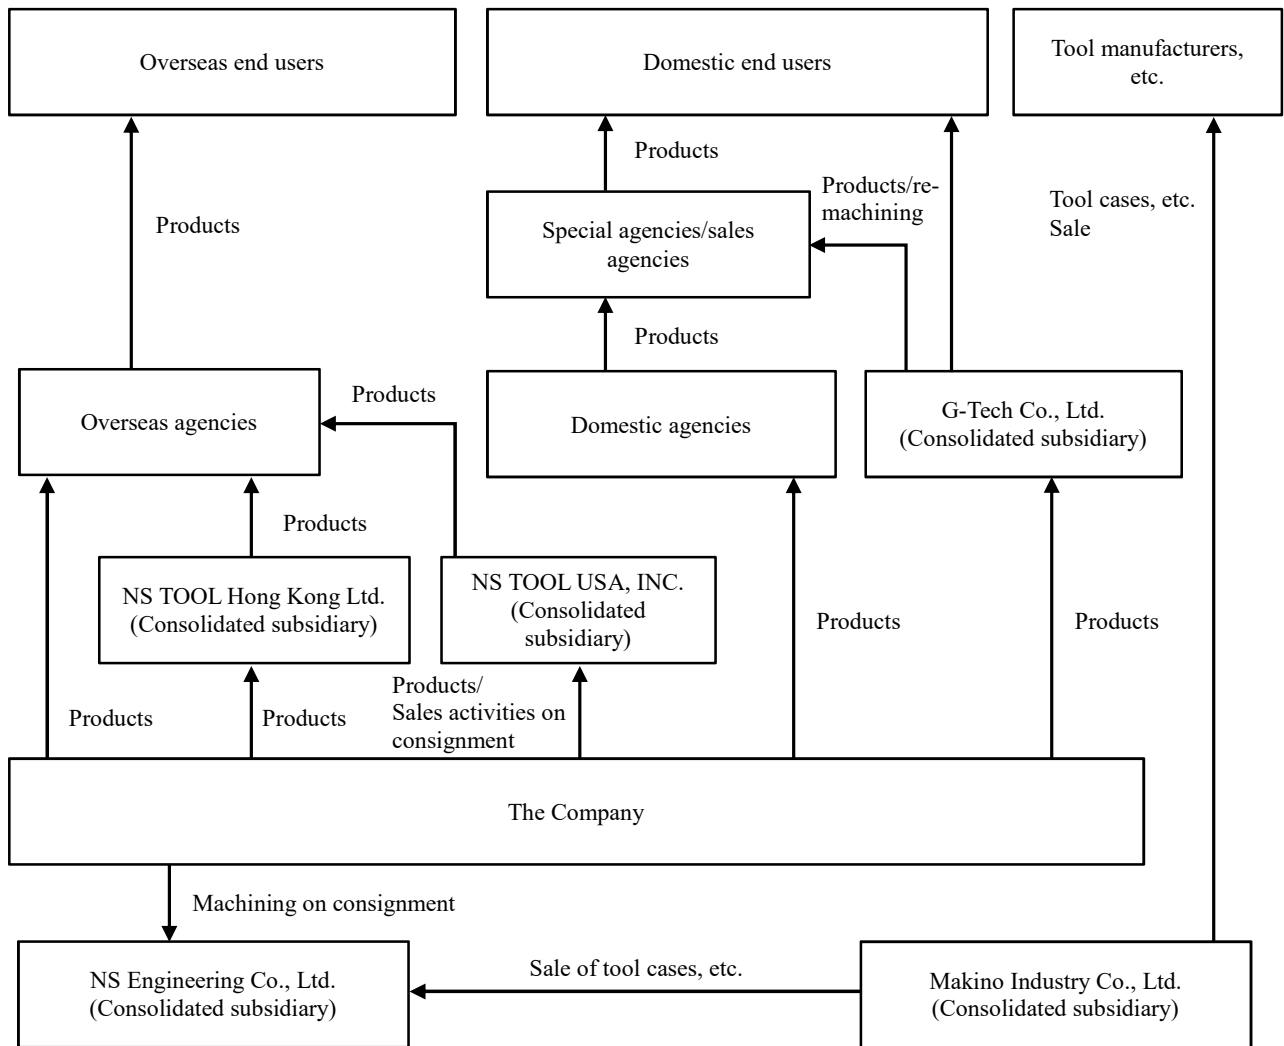 Overseas end users
Domestic end users
Tool manufacturers,
etc.
Products
Products/re-
machining
Tool cases, etc.
Sale
Products
Special agencies/sales
agencies
Products
Products
Overseas agencies
Domestic agencies
G-Tech Co., Ltd.
(Consolidated subsidiary)
Products
NS TOOL Hong Kong Ltd.
(Consolidated subsidiary)
NS TOOL USA, INC.
(Consolidated
subsidiary)
Products
Products
Products
Products
Products/
Sales activities on
consignment
The Company
Machining on consignment
NS Engineering Co., Ltd.
(Consolidated subsidiary)
Sale of tool cases, etc.
Makino Industry Co., Ltd.
(Consolidated subsidiary)